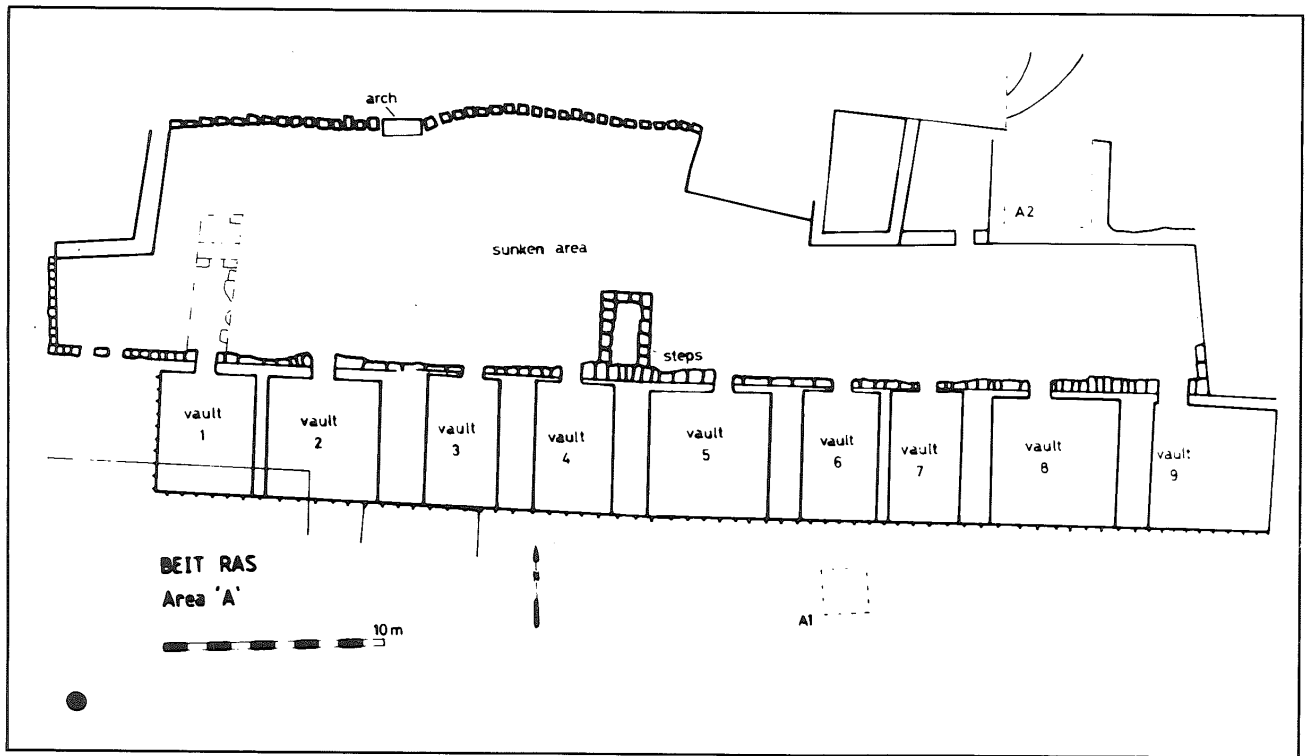 arch
A2
sunken area
steps
vault
1
vault
2
vault
3
vault
4
vault
5
vault
6
vault
7
vault
8
vault
9
BEIT RAS
Area 'A'
10 m
A1